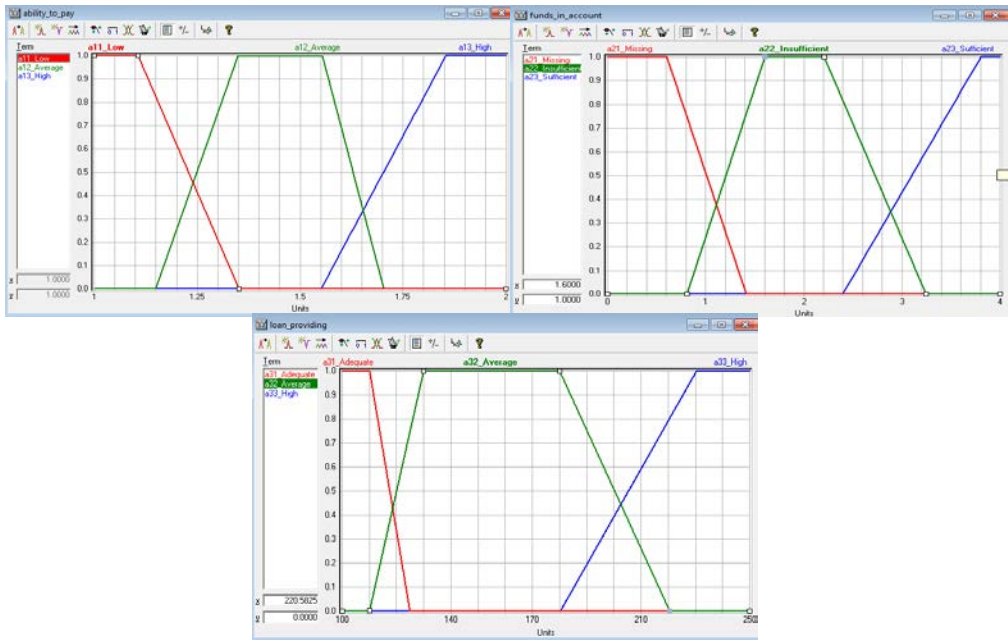 ability_to_pay
Term
a11_Low
a12_Average
a13_High
a11_Low a12_Average a13_High
1.0
0.9
0.8
0.7
0.6
0.5
0.4
0.3
0.2
0.1
0.0
x 1.0000
y 1.0000
1 1.25 1.5 1.75 2
Units
funds_in_account
Term
a21_Missing
a22_Insufficient
a23_Sufficient
a21_Missing a22_Insufficient a23_Sufficient
1.0
0.9
0.8
0.7
0.6
0.5
0.4
0.3
0.2
0.1
0.0
x 1.6000
y 1.0000
0 1 2 3 4
Units
loan_providing
Term
a31_Adequate
a32_Average
a33_High
a31_Adequate a32_Average a33_High
1.0
0.9
0.8
0.7
0.6
0.5
0.4
0.3
0.2
0.1
0.0
x 220.5825
y 0.0000
100 140 170 210
Units